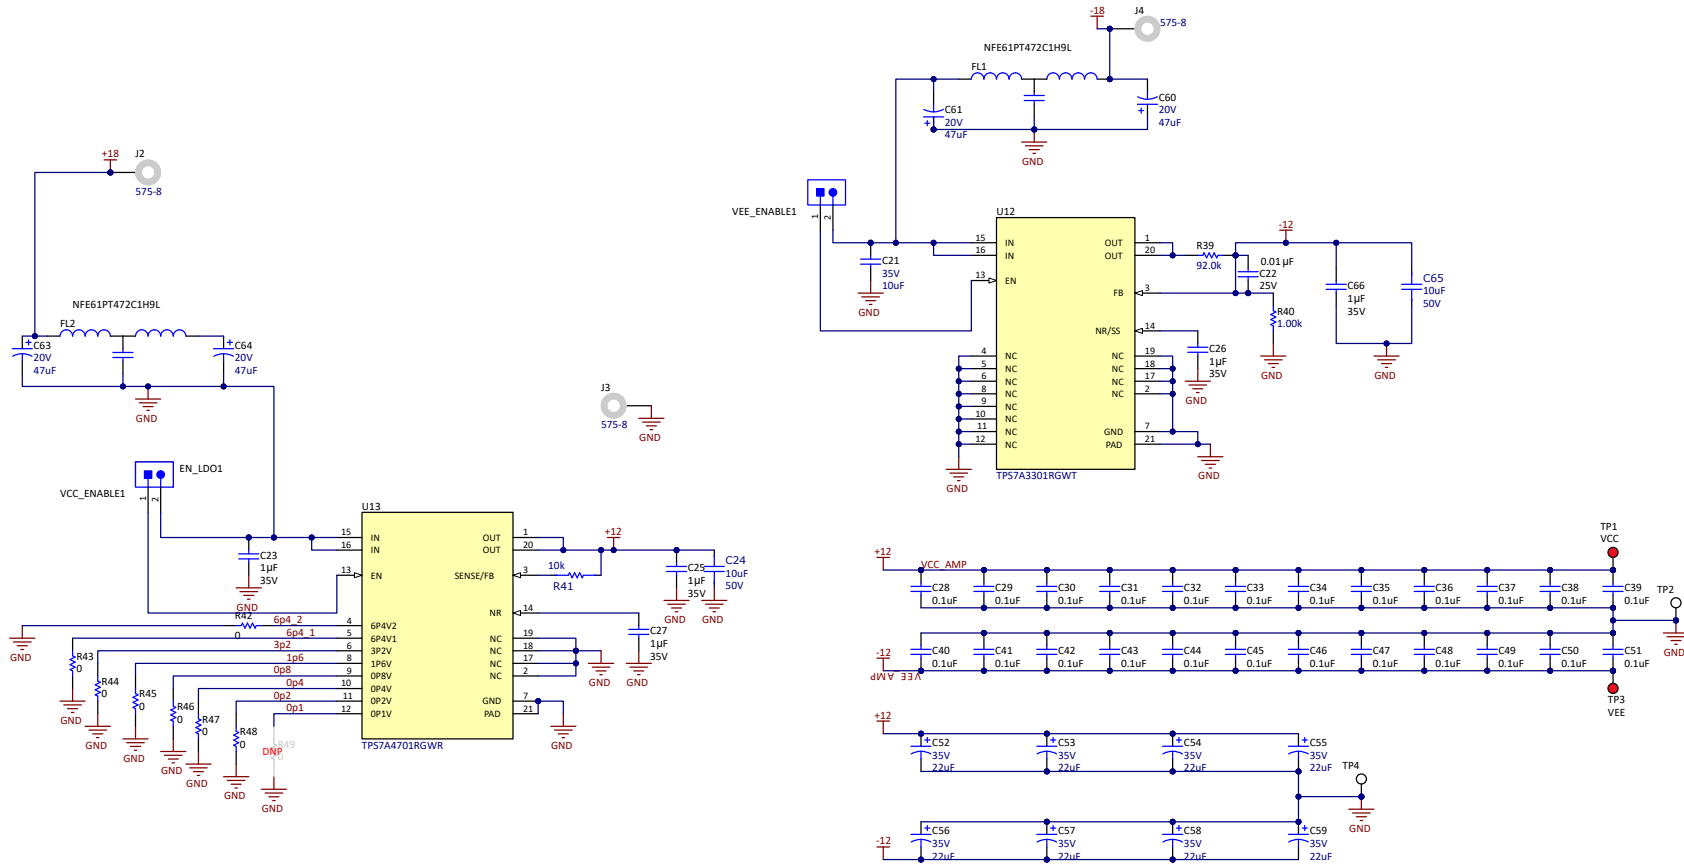 -18
J4
575-8
NFE61PT472C1H9L
FL1
C61
20V
47uF
C60
20V
47uF
GND
+18
J2
575-8
VEE_ENABLE1
1
2
U12
15
IN
16
IN
13
EN
4
NC
5
NC
6
NC
8
NC
9
NC
10
NC
11
NC
12
NC
OUT
1
OUT
20
FB
3
NR/SS
14
NC
19
NC
18
NC
17
NC
2
GND
7
PAD
21
TPS7A3301RGWT
C21
35V
10uF
GND
R39
92.0k
-12
0.01µF
C22
25V
R40
1.00k
GND
C66
1µF
35V
C65
10uF
50V
GND
C26
1µF
35V
GND
GND
GND
NFE61PT472C1H9L
FL2
C63
20V
47uF
C64
20V
47uF
GND
J3
575-8
GND
EN_LDO1
VCC_ENABLE1
1
2
U13
15
IN
16
IN
13
EN
4
6P4V2
5
6P4V1
6
3P2V
8
1P6V
9
0P8V
10
0P4V
11
0P2V
12
0P1V
OUT
1
OUT
20
SENSE/FB
3
NR
14
NC
19
NC
18
NC
17
NC
2
GND
7
PAD
21
TPS7A4701RGWR
C23
1µF
35V
GND
R42
0
6p4_2
6p4_1
3p2
1p6
0p8
0p4
0p2
0p1
GND
R43
0
GND
R44
0
GND
R45
0
GND
R46
0
GND
R47
0
GND
R48
0
GND
R49
0
DNP
GND
+12
10k
R41
C25
1µF
35V
GND
C24
10uF
50V
GND
C27
1µF
35V
GND
GND
GND
TP1
VCC
+12
VCC_AMP
C28
0.1uF
C29
0.1uF
C30
0.1uF
C31
0.1uF
C32
0.1uF
C33
0.1uF
C34
0.1uF
C35
0.1uF
C36
0.1uF
C37
0.1uF
C38
0.1uF
C39
0.1uF
TP2
GND
-12
VEE_AMP
C40
0.1uF
C41
0.1uF
C42
0.1uF
C43
0.1uF
C44
0.1uF
C45
0.1uF
C46
0.1uF
C47
0.1uF
C48
0.1uF
C49
0.1uF
C50
0.1uF
C51
0.1uF
TP3
VEE
+12
C52
35V
22uF
C53
35V
22uF
C54
35V
22uF
C55
35V
22uF
TP4
GND
-12
C56
35V
22uF
C57
35V
22uF
C58
35V
22uF
C59
35V
22uF